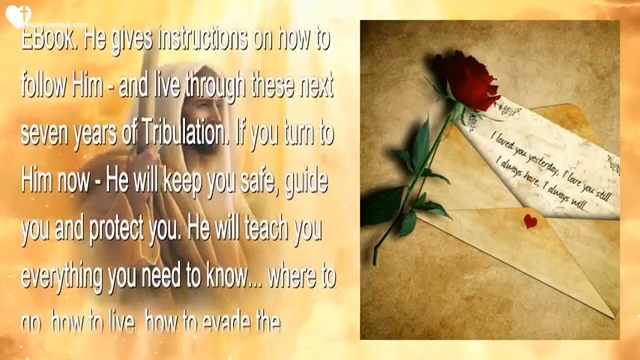 EBook. He gives instructions on how to
follow Him - and live through these next
seven years of Tribulation. If you turn to
Him now - He will keep you safe, guide
you and protect you. He will teach you
everything you need to know... where to
go, how to live, how to evade the
I loved you yesterday, I love you still
I always have, I always will..